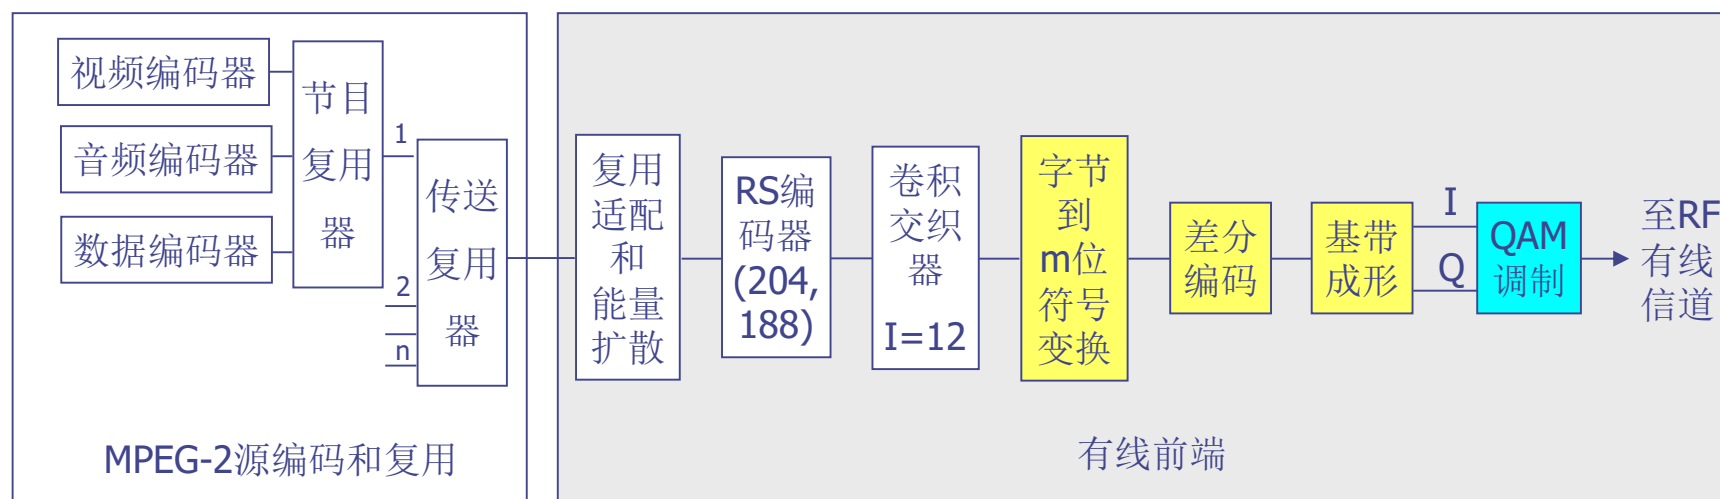 视频编码器
音频编码器
数据编码器
节目
复用
器
1
2
n
传送
复用
器
MPEG-2源编码和复用
复用
适配
和
能量
扩散
RS编
码器
(204,
188)
卷积
交织
器
I=12
字节
到
m位
符号
变换
差分
编码
基带
成形
I
Q
QAM
调制
至RF
有线
信道
有线前端